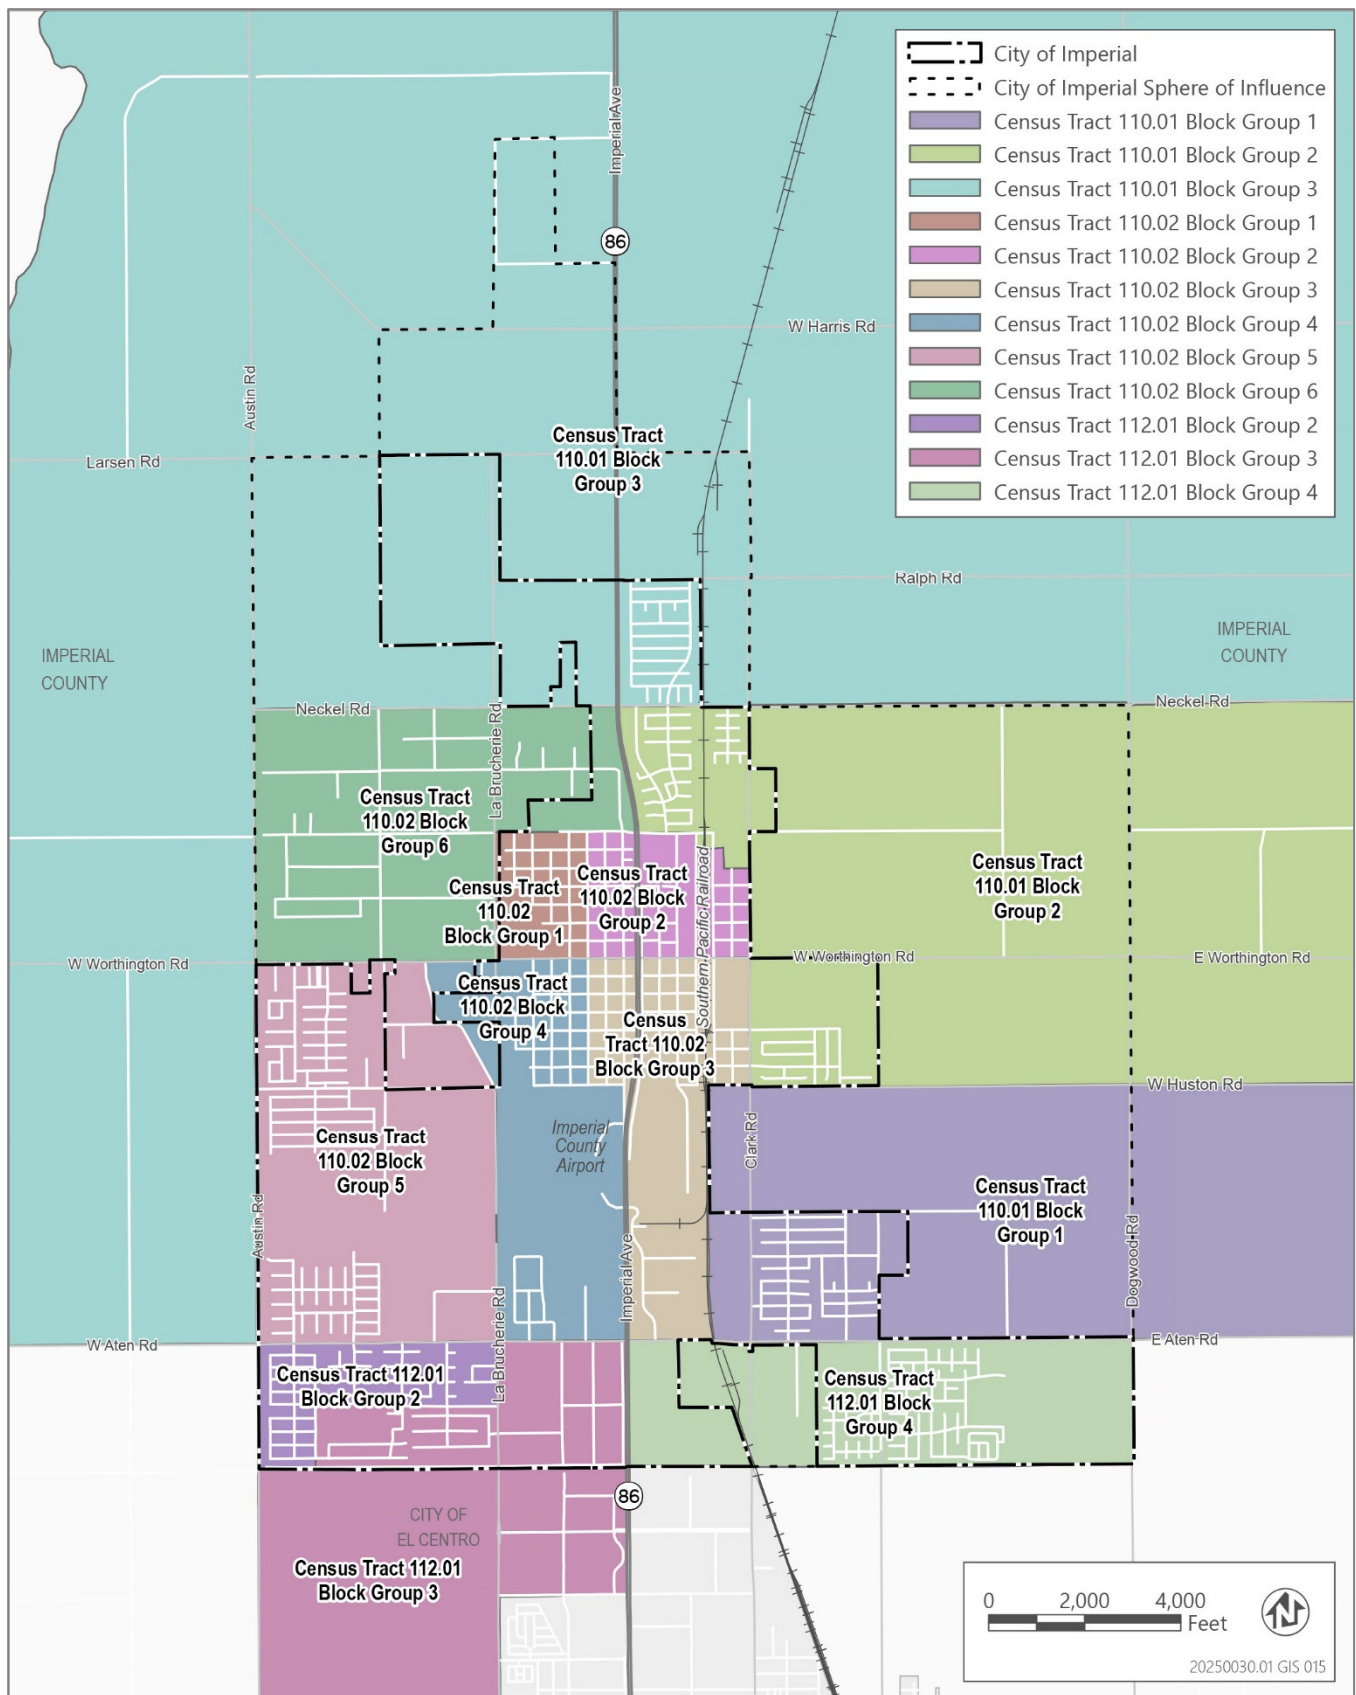 City of Imperial
City of Imperial Sphere of Influence
Census Tract 110.01 Block Group 1
Census Tract 110.01 Block Group 2
Census Tract 110.01 Block Group 3
Census Tract 110.02 Block Group 1
Census Tract 110.02 Block Group 2
Census Tract 110.02 Block Group 3
Census Tract 110.02 Block Group 4
Census Tract 110.02 Block Group 5
Census Tract 110.02 Block Group 6
Census Tract 112.01 Block Group 2
Census Tract 112.01 Block Group 3
Census Tract 112.01 Block Group 4
Imperial Ave
86
W Harris Rd
Austin Rd
Census Tract
110.01 Block
Group 3
Larsen Rd
Ralph Rd
IMPERIAL
COUNTY
IMPERIAL
COUNTY
Neckel Rd
Neckel Rd
La Brucherie Rd
Census Tract
110.02 Block
Group 6
Census Tract
110.02
Block Group 1
Census Tract
110.02 Block
Group 2
Southern Pacific Railroad
Census Tract
110.01 Block
Group 2
W Worthington Rd
W Worthington Rd
E Worthington Rd
Census Tract
110.02 Block
Group 4
Census
Tract 110.02
Block Group 3
W Huston Rd
Imperial
County
Airport
Clark Rd
Census Tract
110.02 Block
Group 5
Census Tract
110.01 Block
Group 1
Austin Rd
Imperial Ave
Dogwood Rd
La Brucherie Rd
W Aten Rd
E Aten Rd
Census Tract 112.01
Block Group 2
Census Tract
112.01 Block
Group 4
86
CITY OF
EL CENTRO
Census Tract 112.01
Block Group 3
0 2,000 4,000
Feet
N
20250030.01 GIS 015